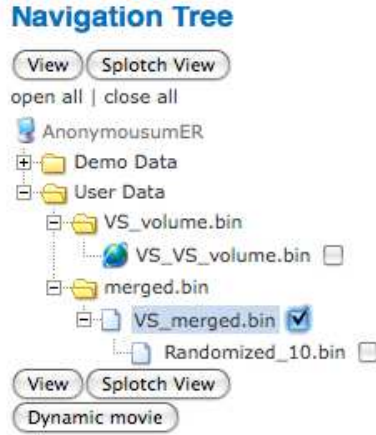 Navigation Tree
View Splotch View
open all | close all
AnonymousumER
Demo Data
User Data
VS_volume.bin
VS_VS_volume.bin
merged.bin
VS_merged.bin
Randomized_10.bin
View Splotch View
Dynamic movie